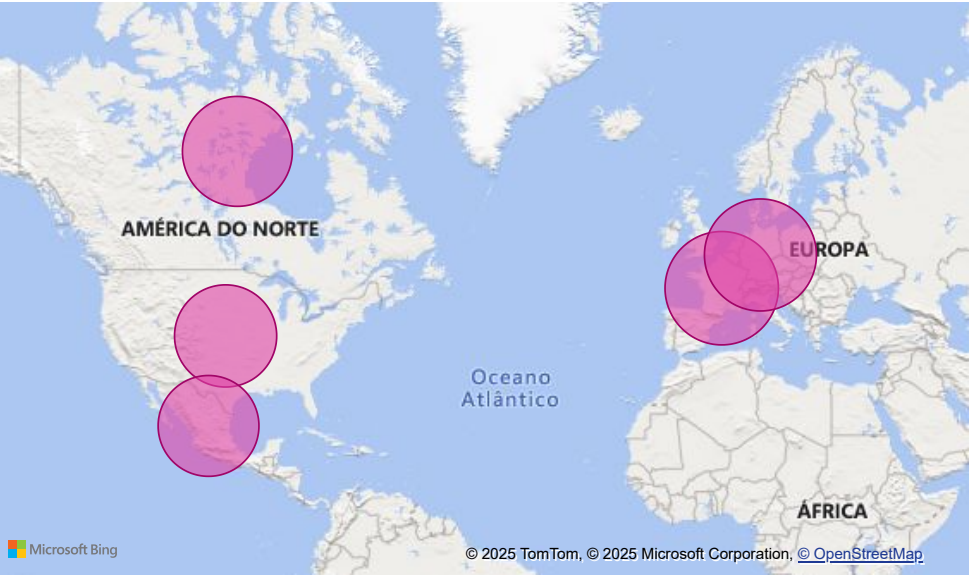 AMÉRICA DO NORTE
EUROPA
Oceano
Atlântico
ÁFRICA
Microsoft Bing
© 2025 TomTom, © 2025 Microsoft Corporation, © OpenStreetMap